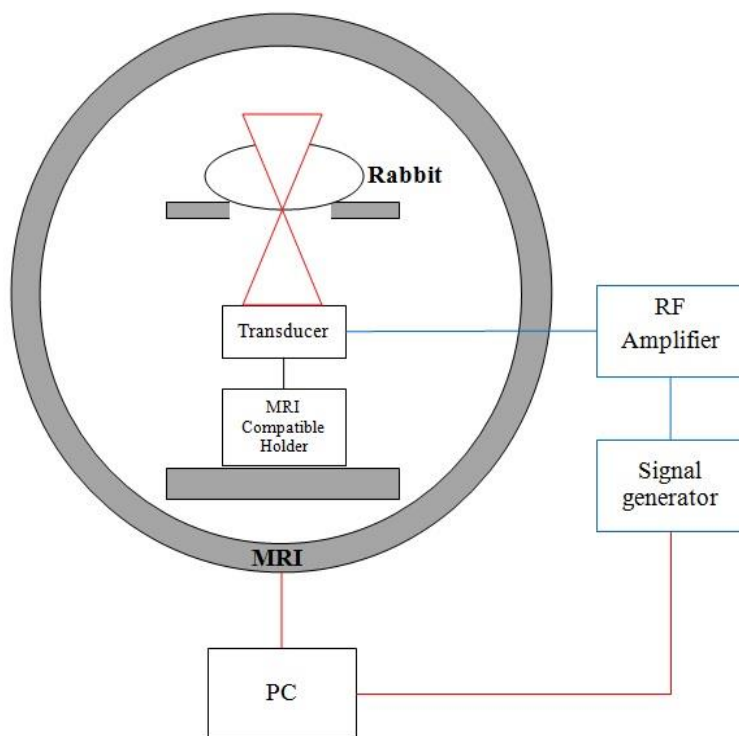 Rabbit
Transducer
RF
Amplifier
MRI
Compatible
Holder
Signal
generator
MRI
PC